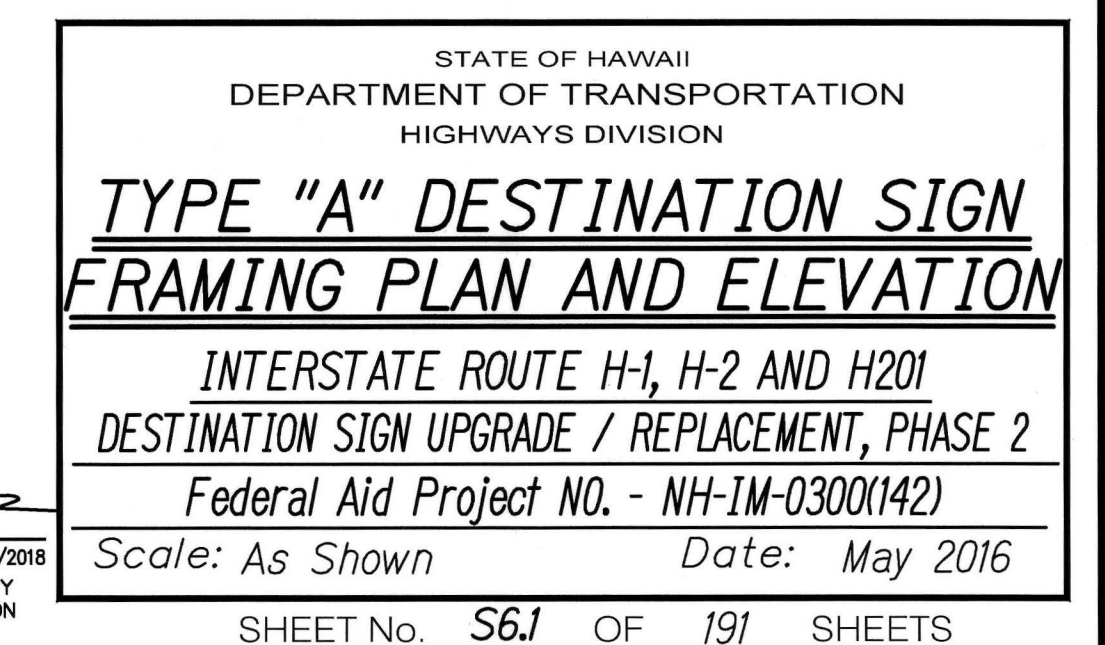 STATE OF HAWAII
DEPARTMENT OF TRANSPORTATION
HIGHWAYS DIVISION
TYPE "A" DESTINATION SIGN
FRAMING PLAN AND ELEVATION
INTERSTATE ROUTE H-1, H-2 AND H201
DESTINATION SIGN UPGRADE / REPLACEMENT, PHASE 2
Federal Aid Project NO. - NH-IM-0300(142)
Scale: As Shown Date: May 2016
/2018
Y
ON
SHEET No. S6.1 OF 191 SHEETS